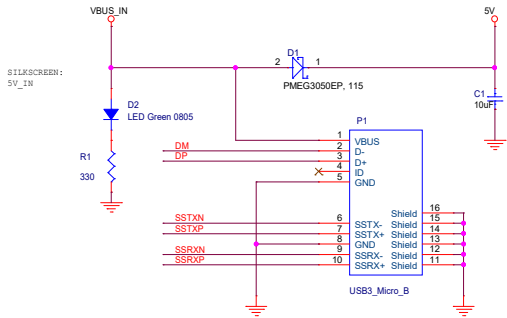 VBUS_IN
5V
SILKSCREEN:
5V_IN
D1
2
1
PMEG3050EP, 115
D2
LED Green 0805
C1
10uF
R1
330
P1
DM
DP
1 VBUS
2 D-
3 D+
4 ID
5 GND
Shield 16
SSTXN 6 SSTX- Shield 15
SSTXP 7 SSTX+ Shield 14
8 GND Shield 13
SSRXN 9 SSRX- Shield 12
SSRXP 10 SSRX+ Shield 11
USB3_Micro_B